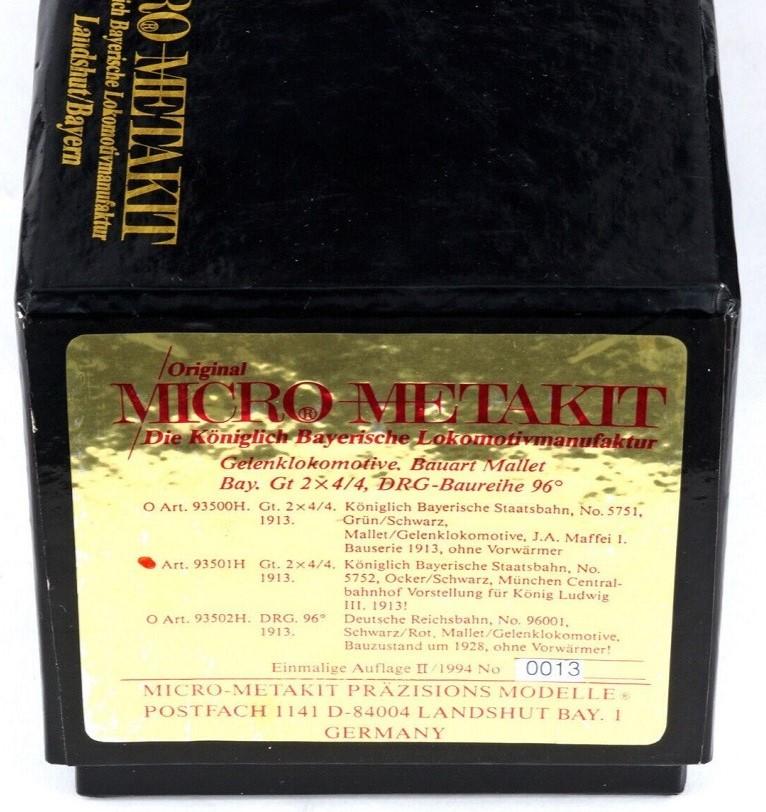 RO® METAKIT
ich Bayerische Lokomotivmanufaktur
Landshut/Bayern
Original
MICRO® METAKIT
Die Königlich Bayerische Lokomotivmanufaktur
Gelenklokomotive. Bauart Mallet
Bay. Gt 2×4/4, DRG-Baureihe 96°
O Art. 93500H. Gt. 2×4/4. Königlich Bayerische Staatsbahn, No. 5751,
1913. Grün/Schwarz,
Mallet/Gelenklokomotive, J.A. Maffei 1.
Bauserie 1913, ohne Vorwärmer
Art. 93501H Gt. 2×4/4. Königlich Bayerische Staatsbahn, No.
1913. 5752, Ocker/Schwarz, München Central-
bahnhof Vorstellung für König Ludwig
III. 1913!
O Art. 93502H. DRG. 96° Deutsche Reichsbahn, No. 96001,
1913. Schwarz/Rot, Mallet/Gelenklokomotive,
Bauzustand um 1928, ohne Vorwärmer!
Einmalige Auflage II/1994 No 0013
MICRO-METAKIT PRÄZISIONS MODELLE®
POSTFACH 1141 D-84004 LANDSHUT BAY. 1
GERMANY